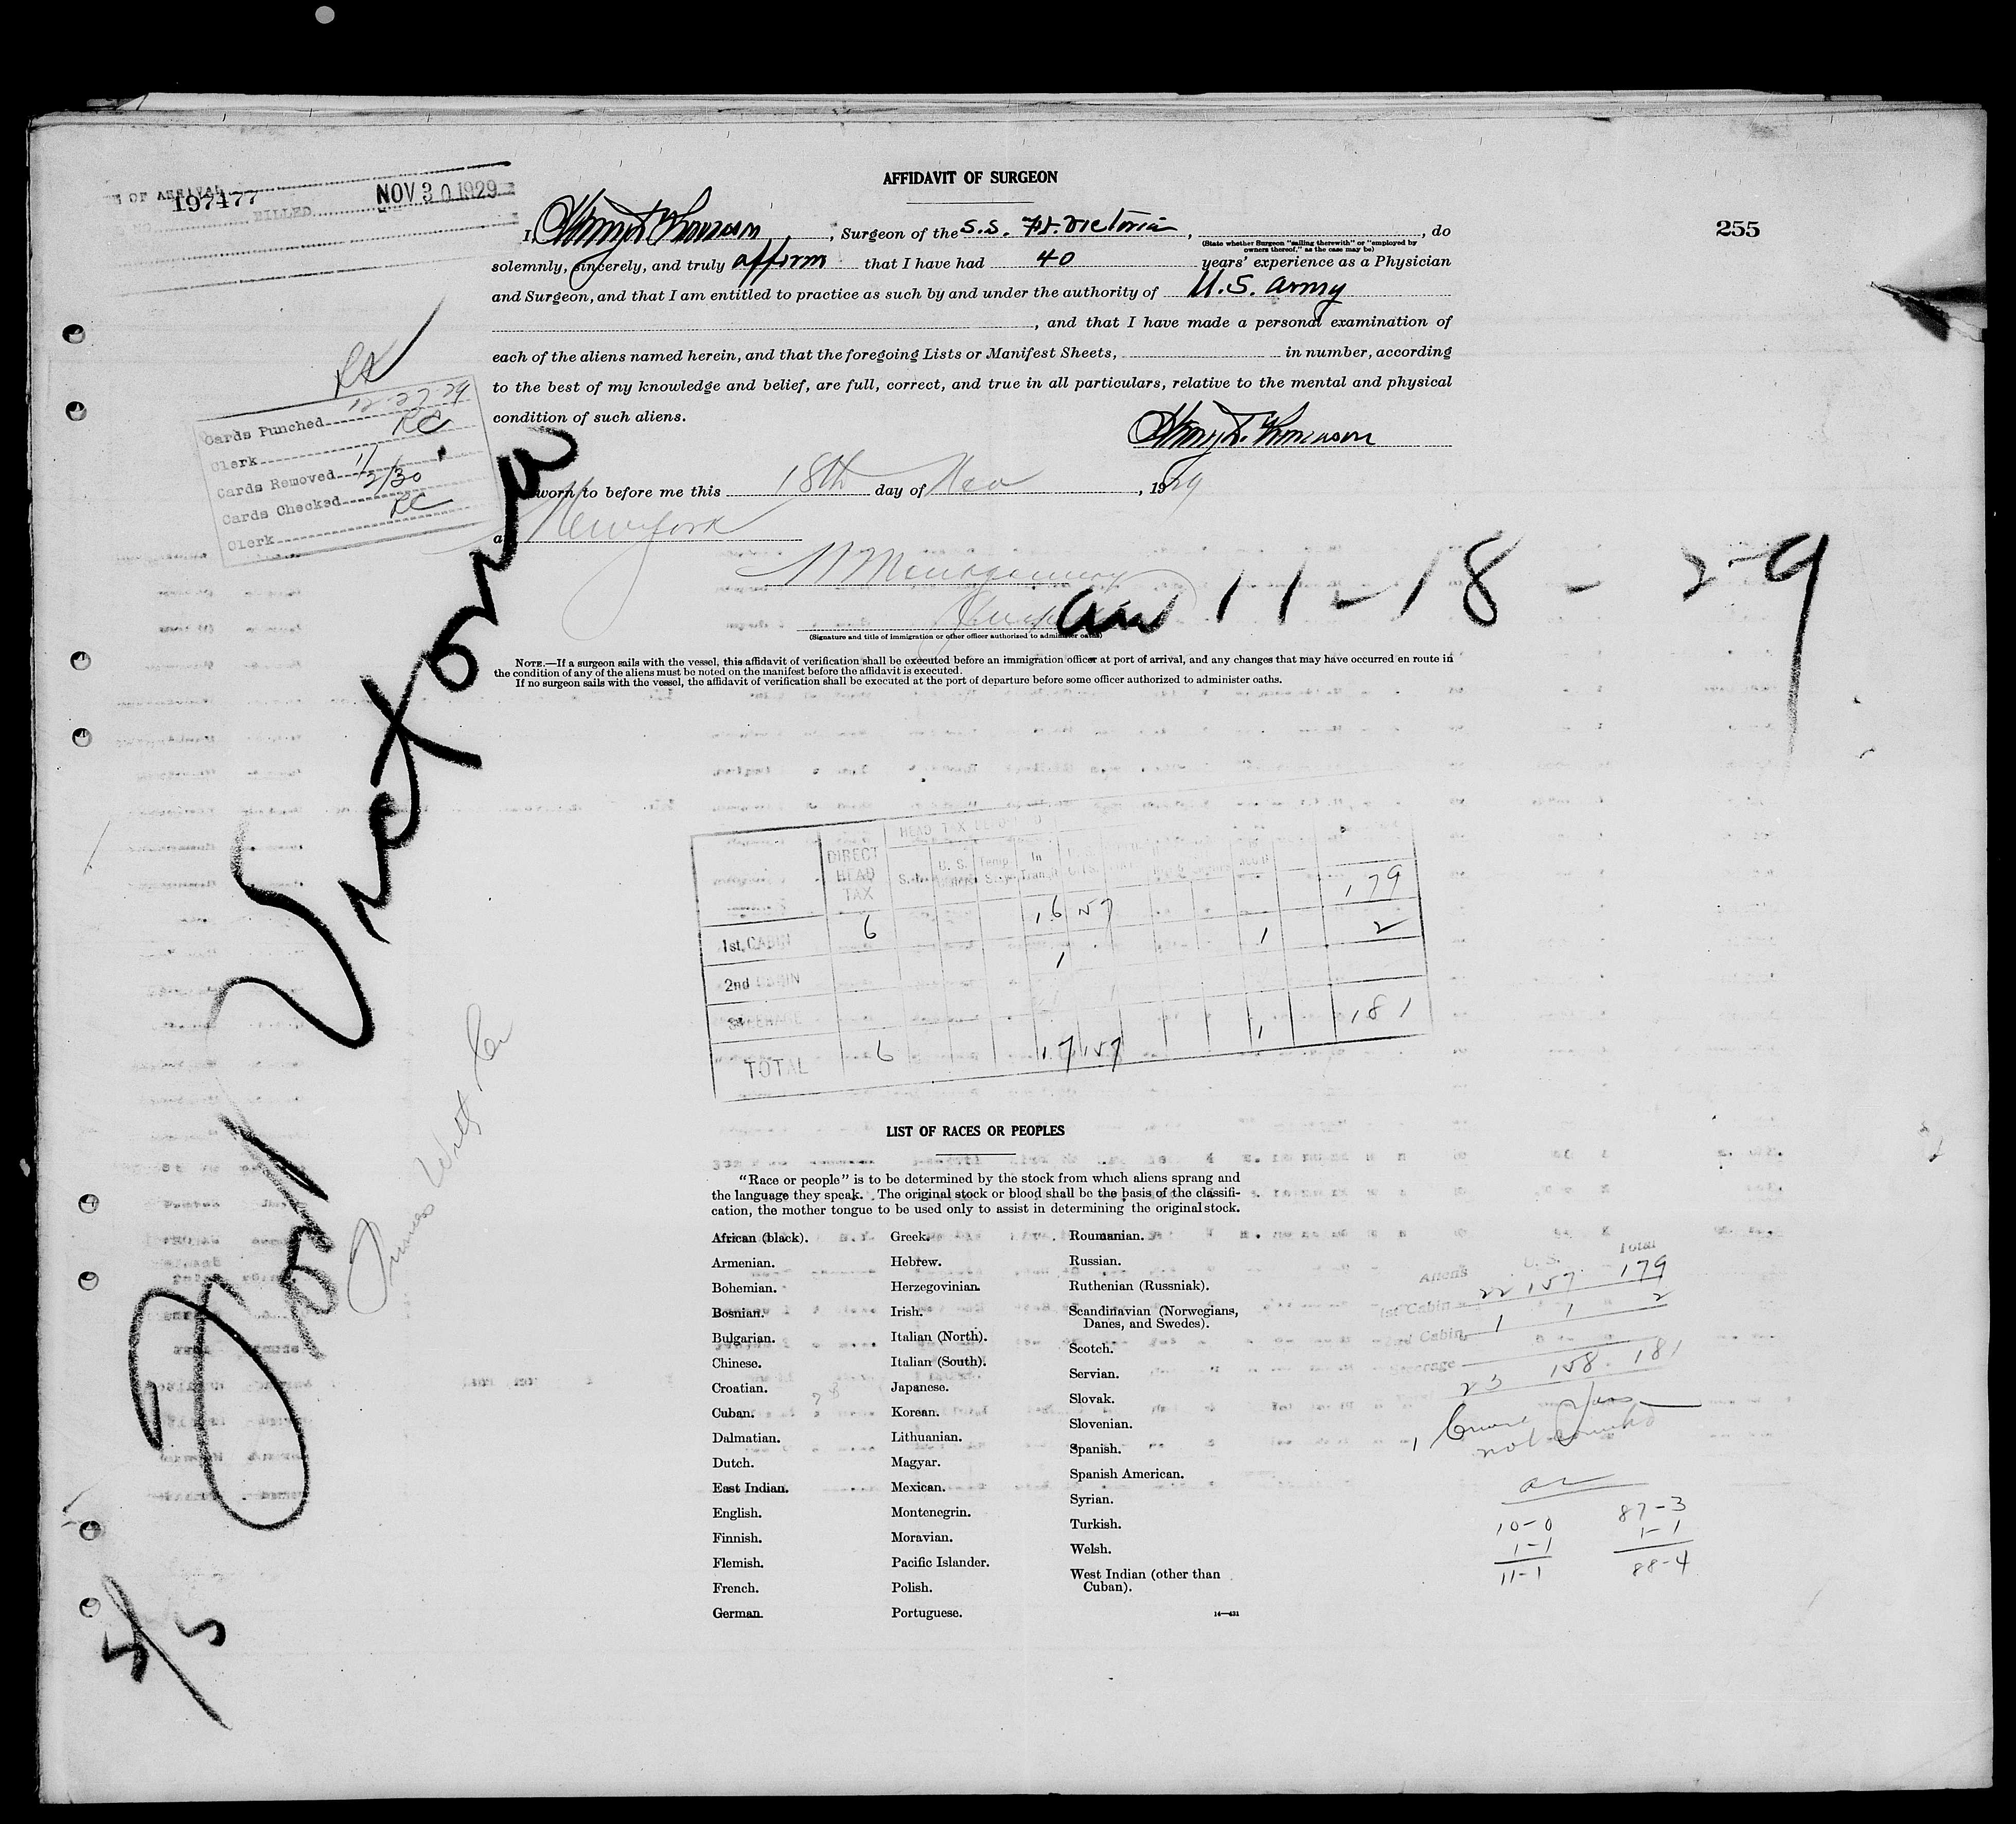 AFFIDAVIT OF SURGEON
197477
BILLED
NOV 30 1929
255
I, , Surgeon of the S.S. Ft. Victoria, , do
(State whether Surgeon "sailing therewith" or "employed by owners thereof," as the case may be)
solemnly, sincerely, and truly affirm that I have had 40 years' experience as a Physician
and Surgeon, and that I am entitled to practice as such by and under the authority of U.S. Army
, and that I have made a personal examination of
each of the aliens named herein, and that the foregoing Lists or Manifest Sheets, in number, according
to the best of my knowledge and belief, are full, correct, and true in all particulars, relative to the mental and physical
condition of such aliens.
Cards Punched 12-27-29
Clerk RC
Cards Removed
Cards Checked 2/30
Clerk RC
Sworn to before me this 18th day of Nov, 1929
at New York
(Signature and title of immigration or other officer authorized to administer oaths)
11-18-29
NOTE.—If a surgeon sails with the vessel, this affidavit of verification shall be executed before an immigration officer at port of arrival, and any changes that may have occurred en route in
the condition of any of the aliens must be noted on the manifest before the affidavit is executed.
If no surgeon sails with the vessel, the affidavit of verification shall be executed at the port of departure before some officer authorized to administer oaths.
Fort Victoria
Furness Withy Co
5/5
DIRECT HEAD TAX
In Transit
1st CABIN 6 16 157 179
2nd CABIN 1 1 2
TOTAL 6 17 157 1 181
LIST OF RACES OR PEOPLES
"Race or people" is to be determined by the stock from which aliens sprang and
the language they speak. The original stock or blood shall be the basis of the classifi-
cation, the mother tongue to be used only to assist in determining the original stock.
African (black).
Armenian.
Bohemian.
Bosnian.
Bulgarian.
Chinese.
Croatian.
Cuban.
Dalmatian.
Dutch.
East Indian.
English.
Finnish.
Flemish.
French.
German.
Greek.
Hebrew.
Herzegovinian.
Irish.
Italian (North).
Italian (South).
Japanese.
Korean.
Lithuanian.
Magyar.
Mexican.
Montenegrin.
Moravian.
Pacific Islander.
Polish.
Portuguese.
Roumanian.
Russian.
Ruthenian (Russniak).
Scandinavian (Norwegians,
Danes, and Swedes).
Scotch.
Servian.
Slovak.
Slovenian.
Spanish.
Spanish American.
Syrian.
Turkish.
Welsh.
West Indian (other than
Cuban).
14—431
Aliens U.S. Total
1st Cabin 22 157 179
2nd Cabin 1 1 2
Steerage
23 158 181
10-0 87-3
1-1 1-1
11-1 88-4